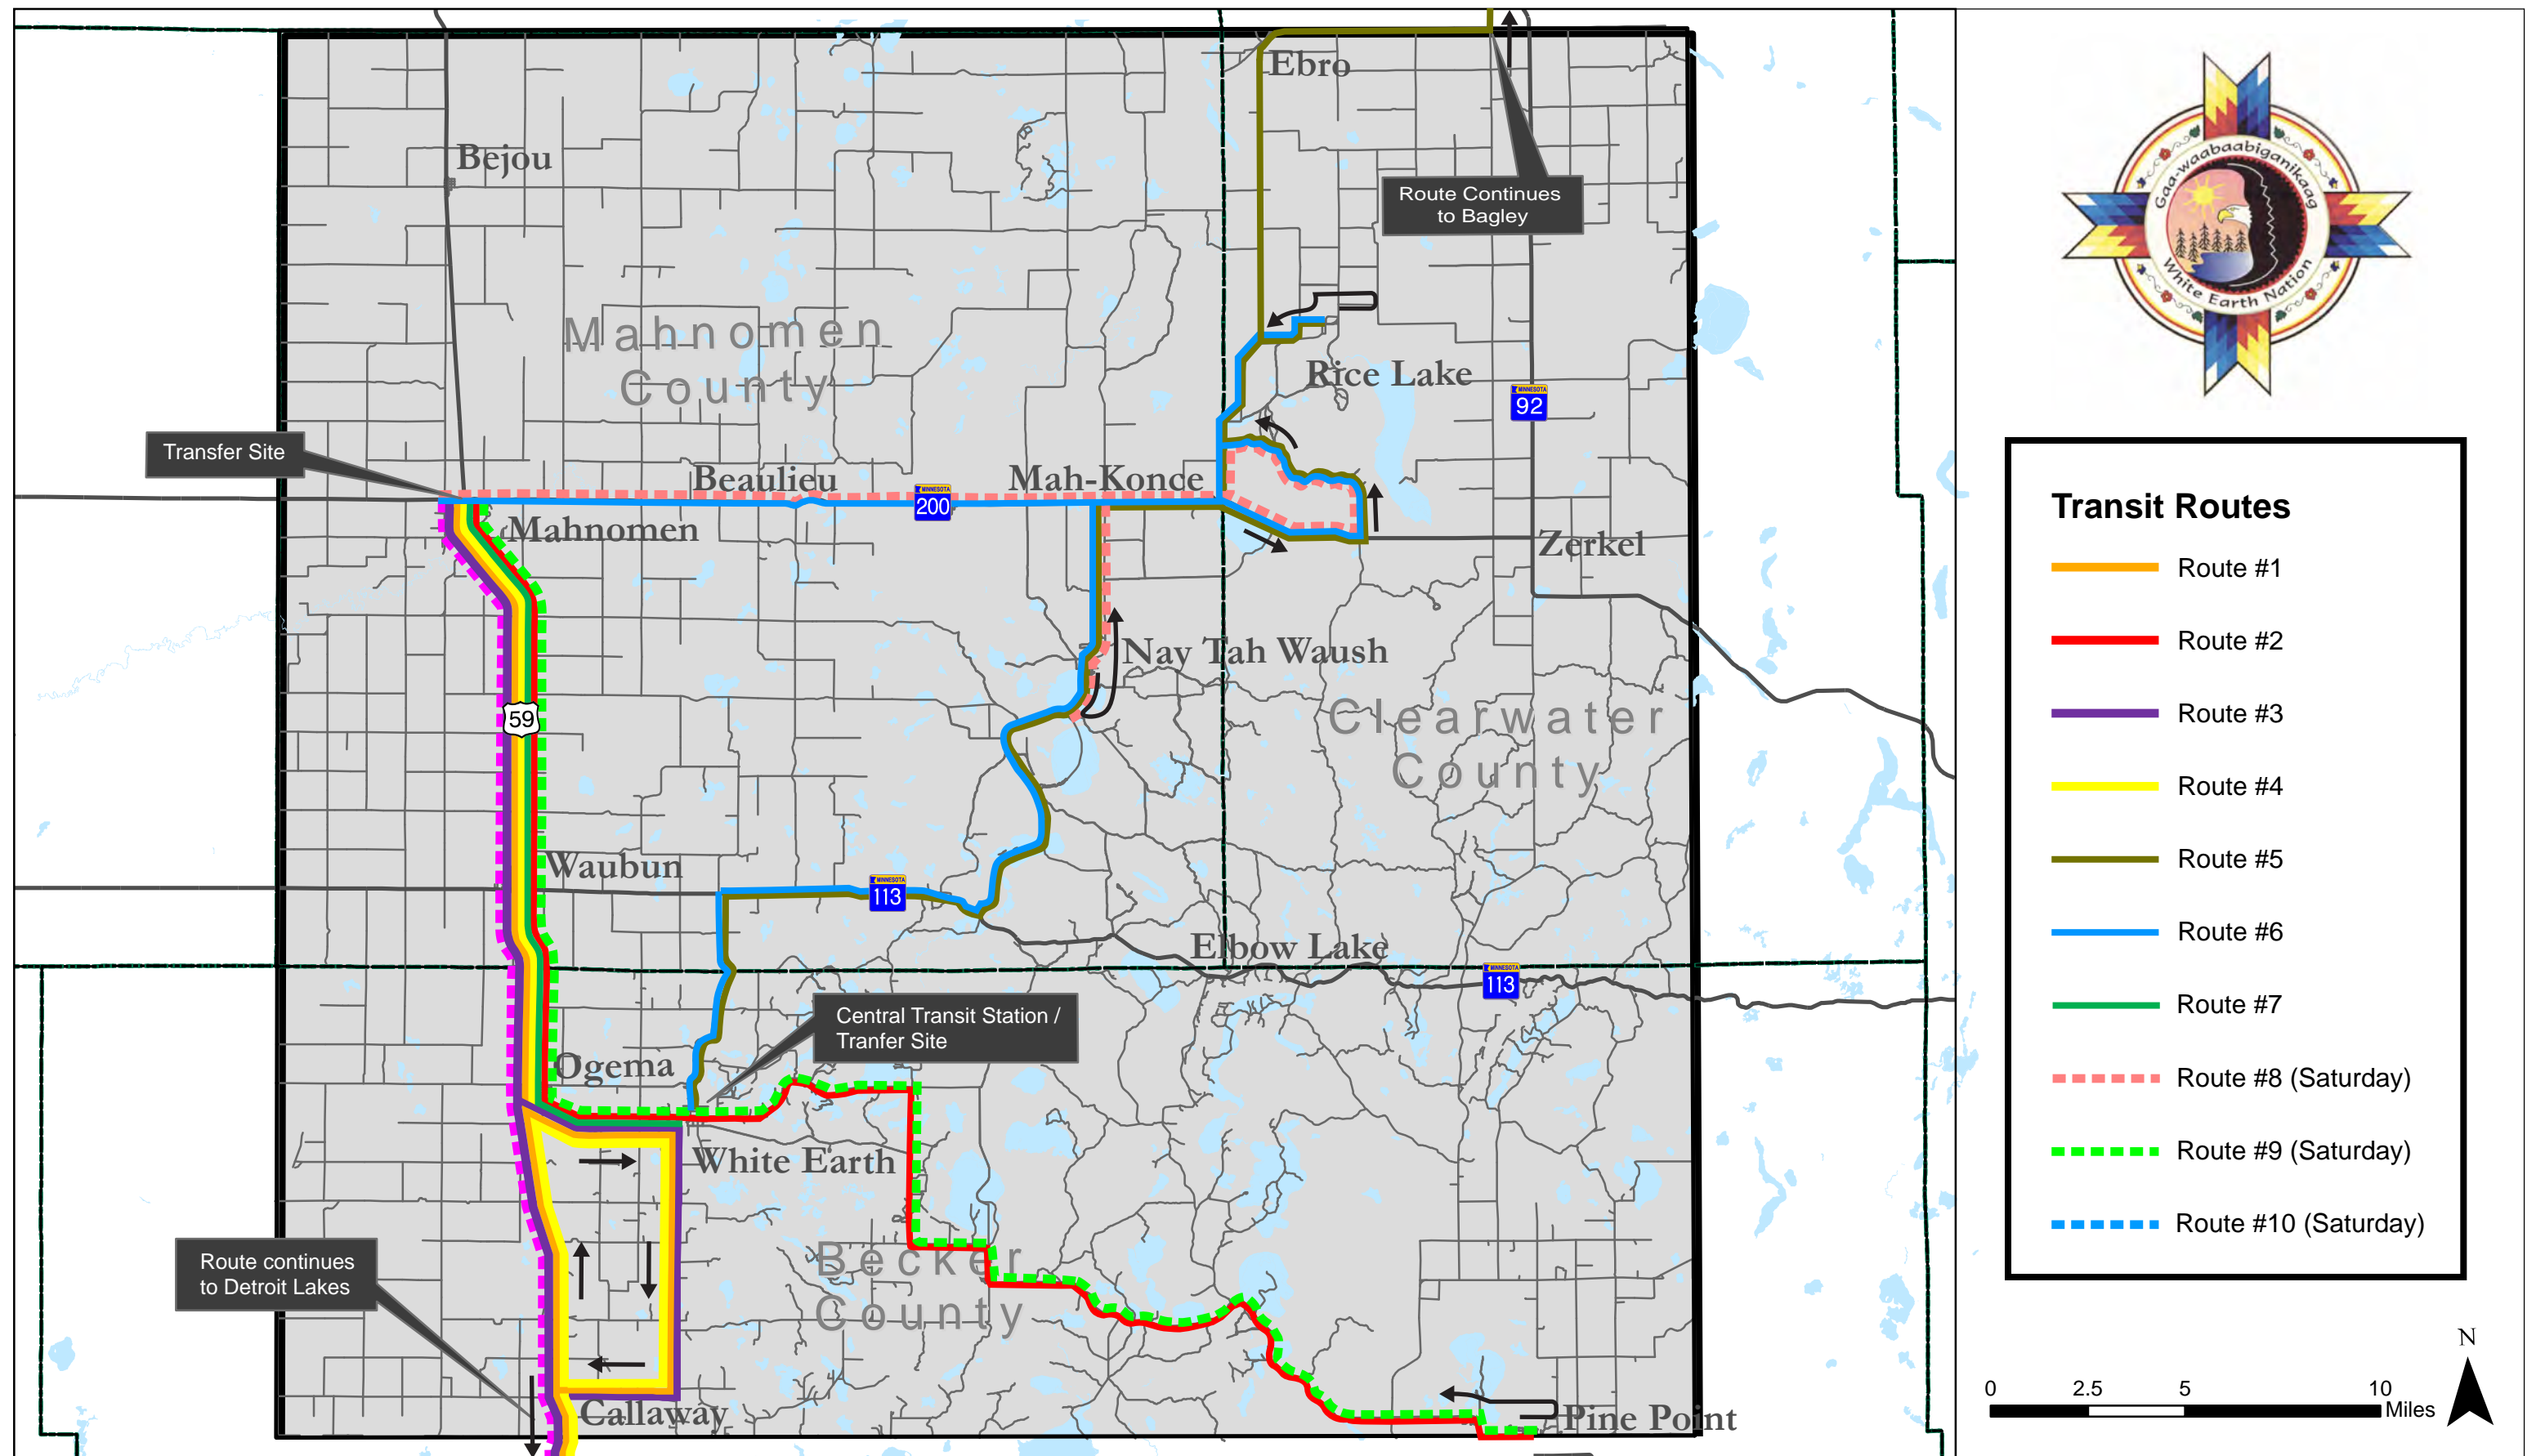 Ebro
Bejou
Route Continues
to Bagley
Gaa-waabaabiganikaag
White Earth Nation
Mahnomen
County
Rice Lake
MINNESOTA
92
Transfer Site
Beaulieu
Mah-Konce
MINNESOTA
200
Mahnomen
Zerkel
Nay Tah Waush
59
Clearwater
County
Waubun
MINNESOTA
113
Elbow Lake
MINNESOTA
113
Central Transit Station /
Tranfer Site
Ogema
White Earth
Route continues
to Detroit Lakes
Becker
County
Callaway
Pine Point
Transit Routes
Route #1
Route #2
Route #3
Route #4
Route #5
Route #6
Route #7
Route #8 (Saturday)
Route #9 (Saturday)
Route #10 (Saturday)
N
0 2.5 5 10
Miles